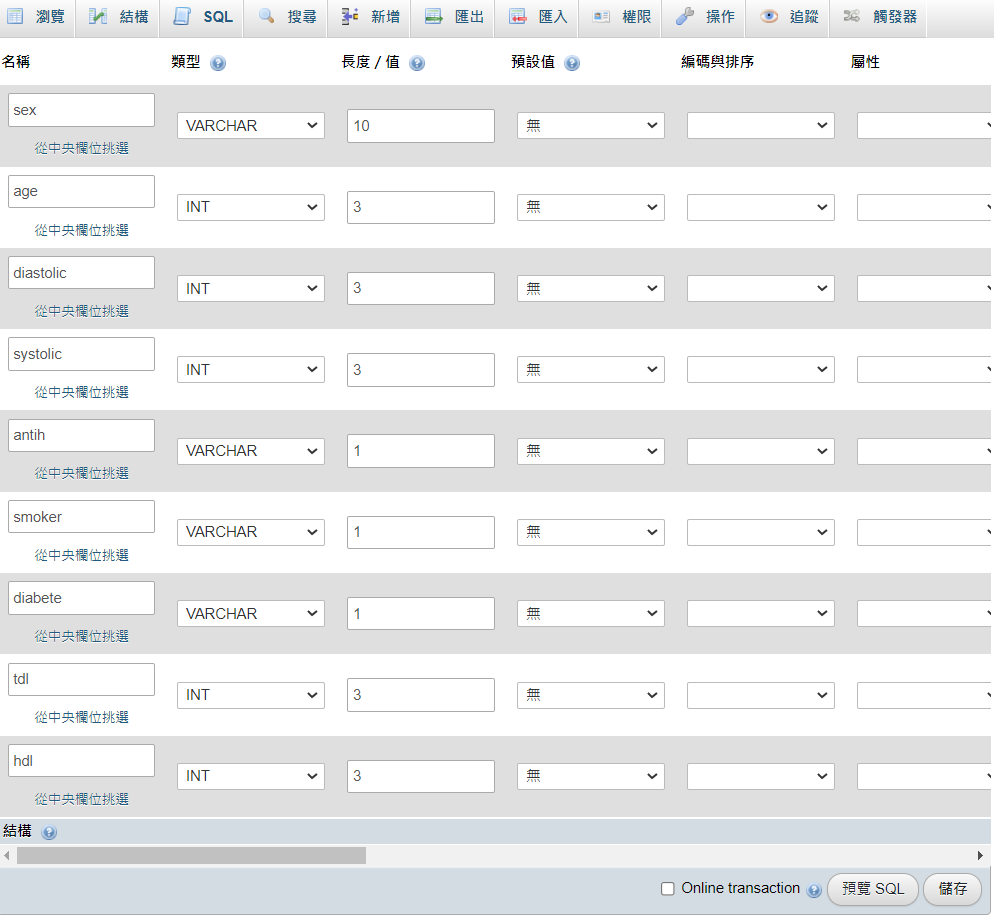 瀏覽 結構 SQL 搜尋 新增 匯出 匯入 權限 操作 追蹤 觸發器
名稱 類型 長度 / 值 預設值 編碼與排序 屬性
sex VARCHAR 10 無
從中央欄位挑選
age INT 3 無
從中央欄位挑選
diastolic INT 3 無
從中央欄位挑選
systolic INT 3 無
從中央欄位挑選
antih VARCHAR 1 無
從中央欄位挑選
smoker VARCHAR 1 無
從中央欄位挑選
diabete VARCHAR 1 無
從中央欄位挑選
tdl INT 3 無
從中央欄位挑選
hdl INT 3 無
從中央欄位挑選
結構
Online transaction 預覽 SQL 儲存